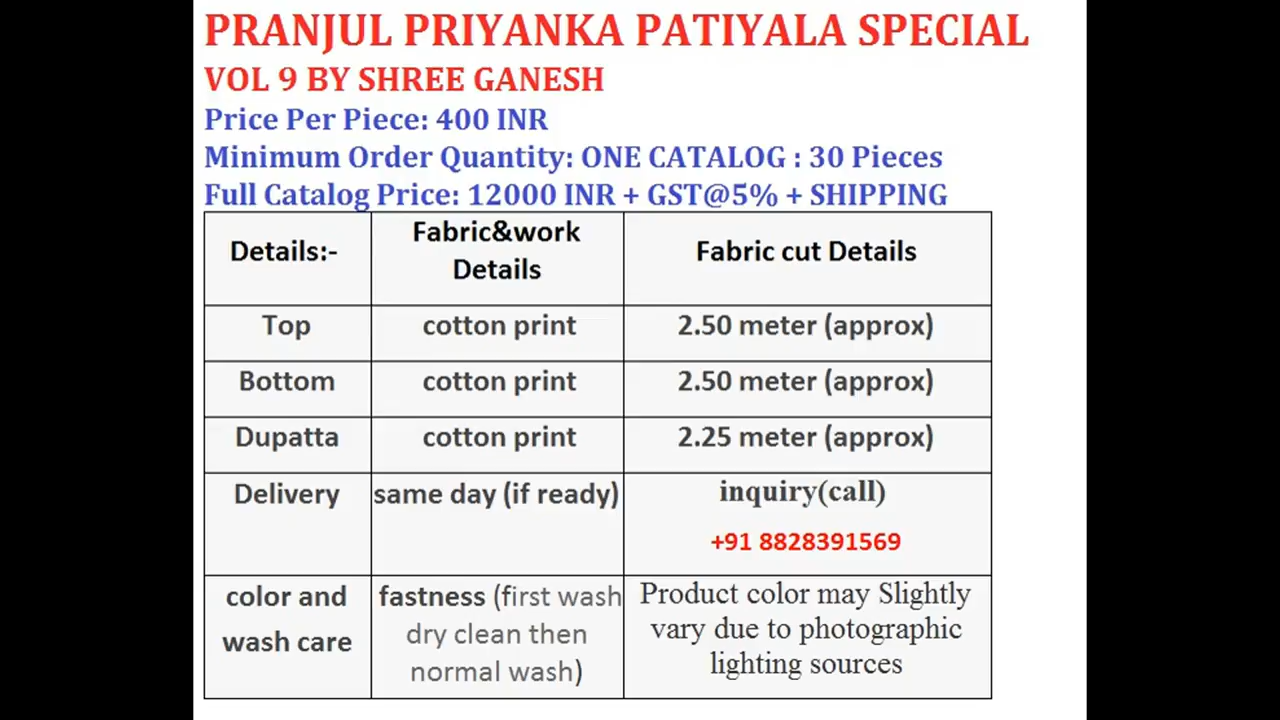 PRANJUL PRIYANKA PATIYALA SPECIAL
VOL 9 BY SHREE GANESH
Price Per Piece: 400 INR
Minimum Order Quantity: ONE CATALOG : 30 Pieces
Full Catalog Price: 12000 INR + GST@5% + SHIPPING
Details:-
Fabric&work
Details
Fabric cut Details
Top
cotton print
2.50 meter (approx)
Bottom
cotton print
2.50 meter (approx)
Dupatta
cotton print
2.25 meter (approx)
Delivery
same day (if ready)
inquiry(call)
+91 8828391569
color and
wash care
fastness (first wash
dry clean then
normal wash)
Product color may Slightly
vary due to photographic
lighting sources